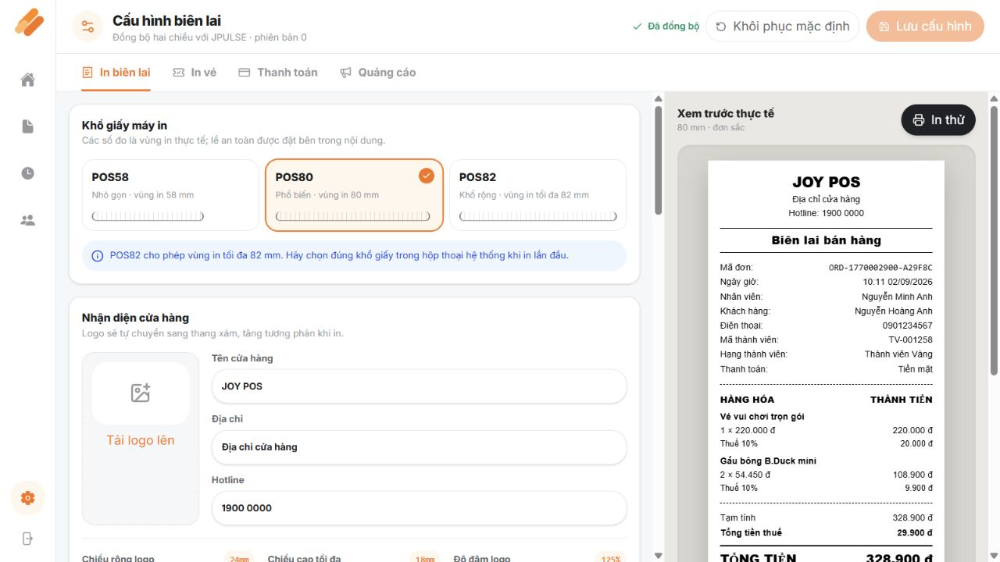 Cấu hình biên lai
Đồng bộ hai chiều với JPULSE · phiên bản 0
Đã đồng bộ
Khôi phục mặc định
Lưu cấu hình
In biên lai
In vé
Thanh toán
Quảng cáo
Khổ giấy máy in
Các số đo là vùng in thực tế; lề an toàn được đặt bên trong nội dung.
POS58
Nhỏ gọn · vùng in 58 mm
POS80
Phổ biến · vùng in 80 mm
POS82
Khổ rộng · vùng in tối đa 82 mm
POS82 cho phép vùng in tối đa 82 mm. Hãy chọn đúng khổ giấy trong hộp thoại hệ thống khi in lần đầu.
Nhận diện cửa hàng
Logo sẽ tự chuyển sang thang xám, tăng tương phản khi in.
Tải logo lên
Tên cửa hàng
JOY POS
Địa chỉ
Địa chỉ cửa hàng
Hotline
1900 0000
Chiều rộng logo 24mm
Chiều cao tối đa 18mm
Độ đậm logo 125%
Xem trước thực tế
80 mm · đơn sắc
In thử
JOY POS
Địa chỉ cửa hàng
Hotline: 1900 0000
Biên lai bán hàng
Mã đơn: ORD-1770002900-A29F8C
Ngày giờ: 10:11 02/09/2026
Nhân viên: Nguyễn Minh Anh
Khách hàng: Nguyễn Hoàng Anh
Điện thoại: 0901234567
Mã thành viên: TV-001258
Hạng thành viên: Thành viên Vàng
Thanh toán: Tiền mặt
HÀNG HÓA THÀNH TIỀN
Vé vui chơi trọn gói
1 × 220.000 đ 220.000 đ
Thuế 10% 20.000 đ
Gấu bông B.Duck mini
2 × 54.450 đ 108.900 đ
Thuế 10% 9.900 đ
Tạm tính 328.900 đ
Tổng tiền thuế 29.900 đ
TỔNG TIỀN 328.900 đ